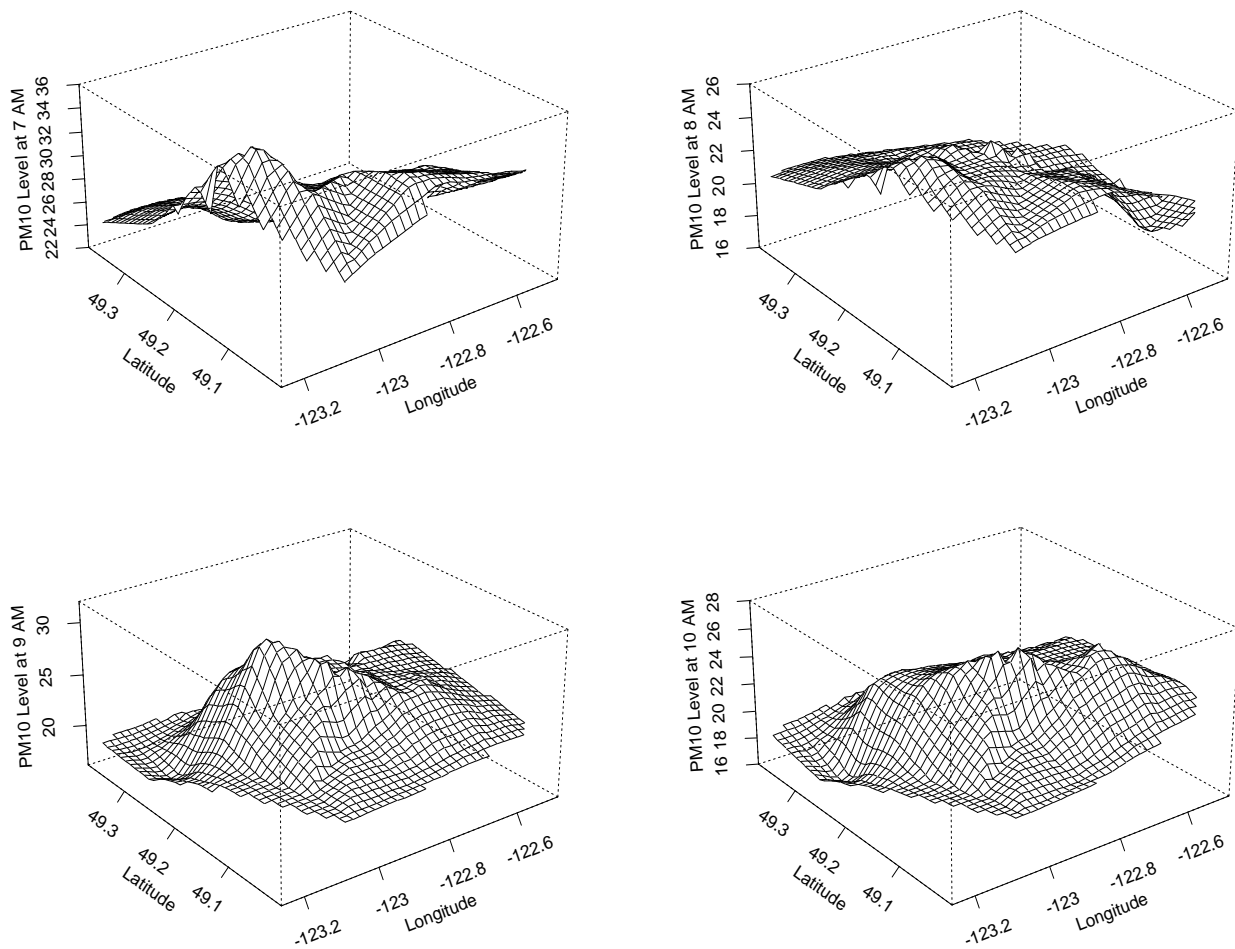 PM10 Level at 7 AM
22 24 26 28 30 32 34 36
49.3
49.2
49.1
Latitude
-123.2
-123
-122.8
-122.6
Longitude
PM10 Level at 8 AM
16 18 20 22 24 26
49.3
49.2
49.1
Latitude
-123.2
-123
-122.8
-122.6
Longitude
PM10 Level at 9 AM
20 25 30
49.3
49.2
49.1
Latitude
-123.2
-123
-122.8
-122.6
Longitude
PM10 Level at 10 AM
16 18 20 22 24 26 28
49.3
49.2
49.1
Latitude
-123.2
-123
-122.8
-122.6
Longitude